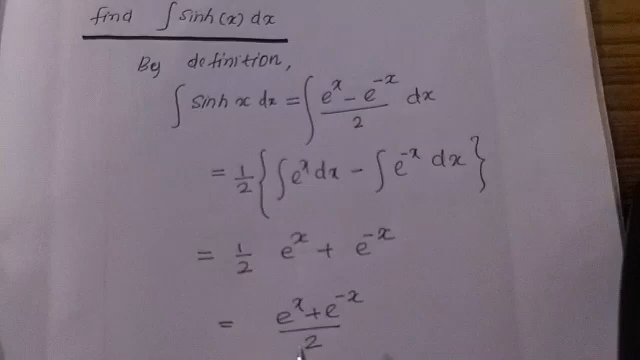 find ∫ sinh(x) dx
By definition,
∫ sinh x dx = ∫ (e^x − e^−x)/2 dx
= 1/2 { ∫ e^x dx − ∫ e^−x dx }
= 1/2 e^x + e^−x
= (e^x + e^−x)/2